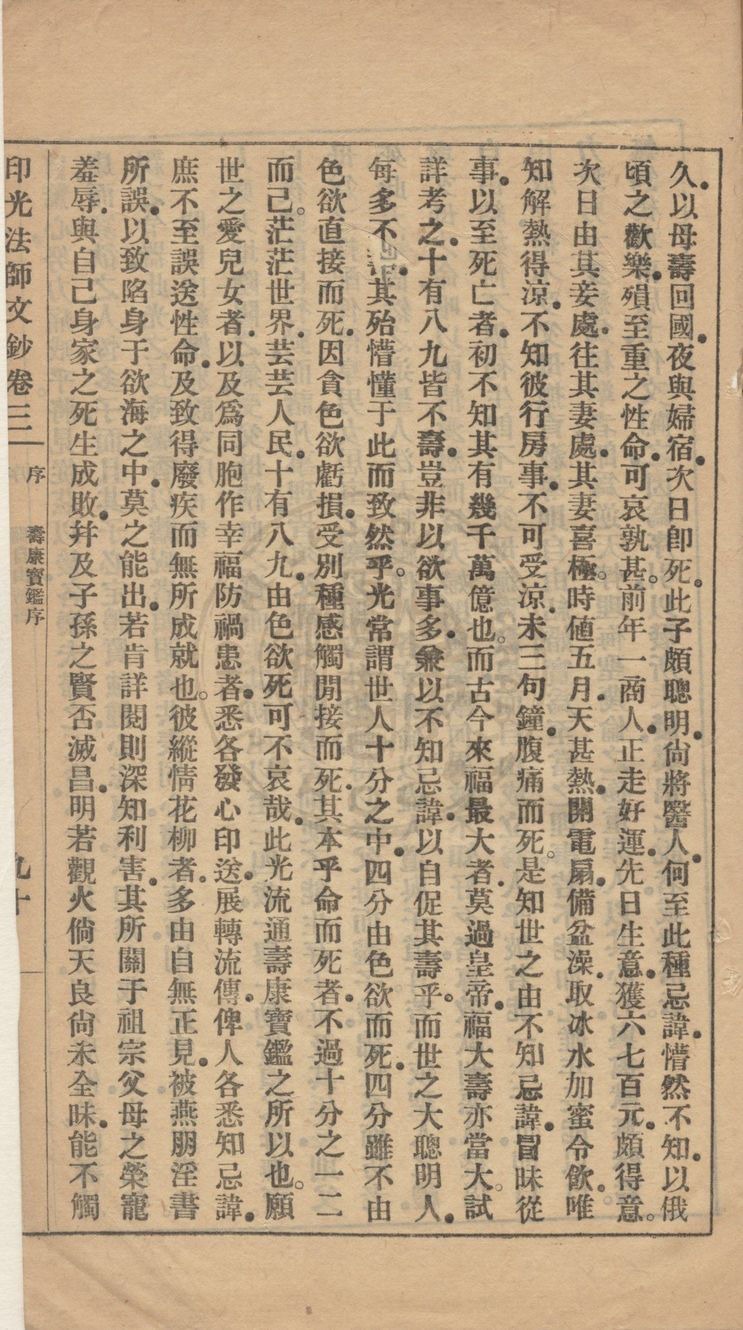 久。以母壽回國。夜與婦宿。次日卽死。此子頗聰明。尙將醫人。何至此種忌諱。懵然不知。以俄
頃之歡樂。殞至重之性命。可哀孰甚。前年一商人。正走好運。先日生意。獲六七百元。頗得意。
次日由其妾處。往其妻處。其妻喜極。時値五月。天甚熱。開電扇。備盆澡。取冰水加蜜令飲。唯
知解熱得涼。不知彼行房事。不可受涼。未三句鐘。腹痛而死。是知世之由不知忌諱。冒昧從
事。以至死亡者。初不知其有幾千萬億也。而古今來福最大者。莫過皇帝。福大壽亦當大。試
詳考之。十有八九皆不壽。豈非以欲事多。兼以不知忌諱。以自促其壽乎。而世之大聰明人。
每多不。其殆懵懂于此而致然乎。光常謂世人十分之中。四分由色欲而死。四分雖不由
色欲直接而死。因貪色欲虧損。受別種感觸間接而死。其本乎命而死者。不過十分之一二
而已。茫茫世界。芸芸人民。十有八九。由色欲死。可不哀哉。此光流通壽康寶鑑之所以也。願
世之愛兒女者。以及爲同胞作幸福防禍患者。悉各發心印送。展轉流傳。俾人各悉知忌諱。
庶不至誤送性命。及致得廢疾而無所成就也。彼縱情花柳者。多由自無正見。被燕朋淫書
所誤。以致陷身于欲海之中。莫之能出。若肯詳閱。則深知利害。其所關于祖宗父母之榮寵
羞辱。與自己身家之死生成敗。幷及子孫之賢否滅昌。明若觀火。倘天良尙未全昧。能不觸
印光法師文鈔卷三 序 壽康寶鑑序 九十